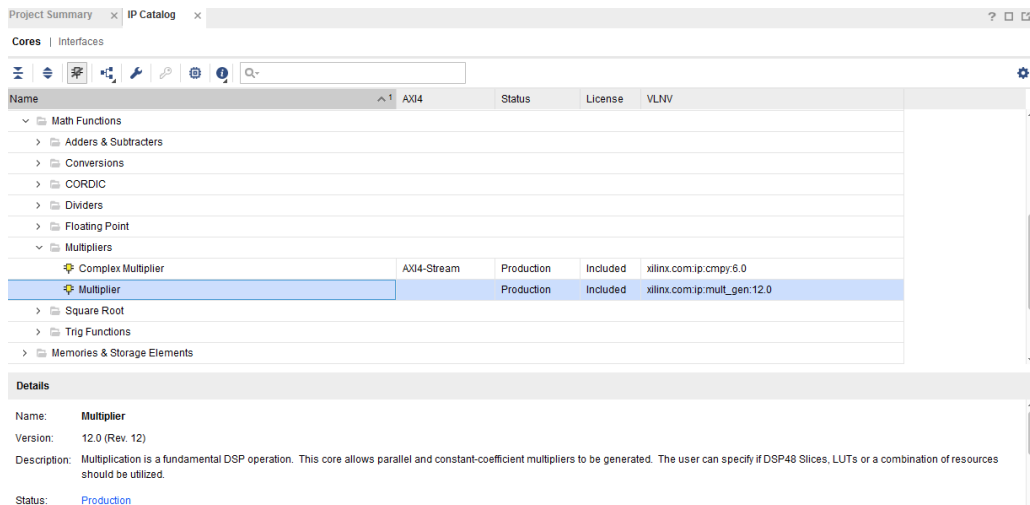 Project Summary × IP Catalog × ?
Cores | Interfaces
Q-
Name 1 AXI4 Status License VLNV
Math Functions
Adders & Subtracters
Conversions
CORDIC
Dividers
Floating Point
Multipliers
Complex Multiplier AXI4-Stream Production Included xilinx.com:ip:cmpy:6.0
Multiplier Production Included xilinx.com:ip:mult_gen:12.0
Square Root
Trig Functions
Memories & Storage Elements
Details
Name: Multiplier
Version: 12.0 (Rev. 12)
Description: Multiplication is a fundamental DSP operation. This core allows parallel and constant-coefficient multipliers to be generated. The user can specify if DSP48 Slices, LUTs or a combination of resources
should be utilized.
Status: Production